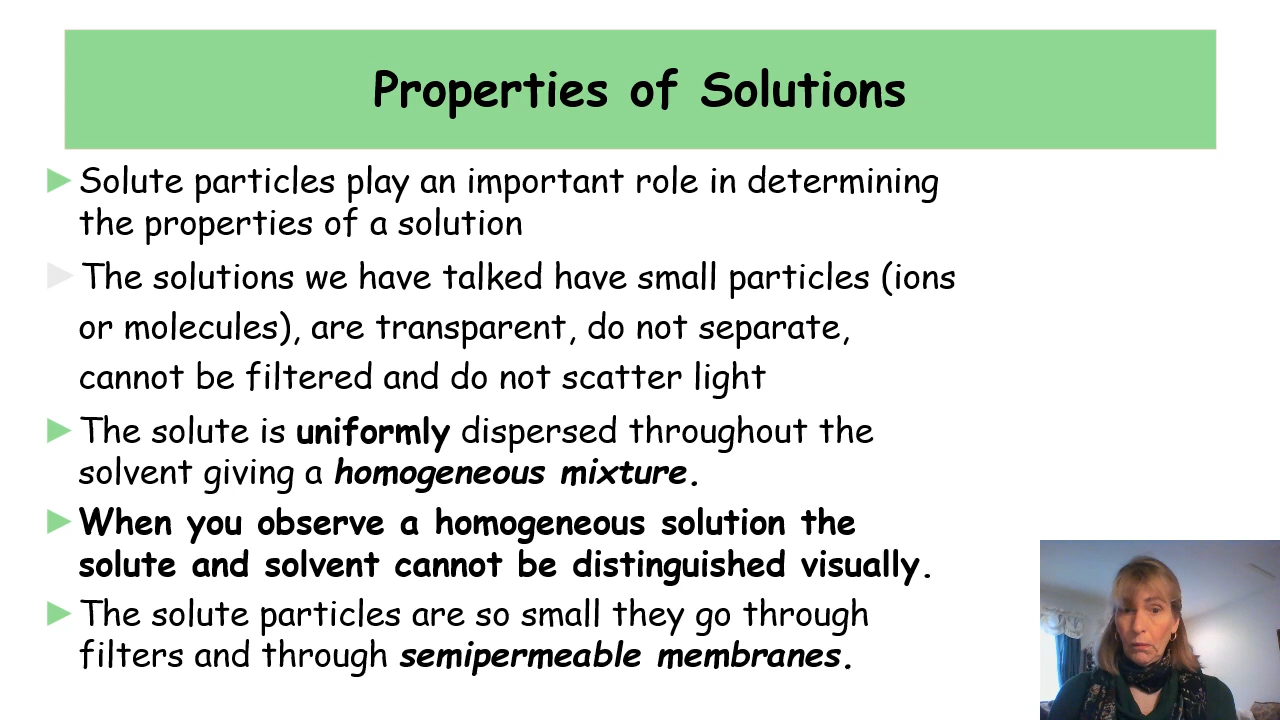 Properties of Solutions
Solute particles play an important role in determining
the properties of a solution
The solutions we have talked have small particles (ions
or molecules), are transparent, do not separate,
cannot be filtered and do not scatter light
The solute is uniformly dispersed throughout the
solvent giving a homogeneous mixture.
When you observe a homogeneous solution the
solute and solvent cannot be distinguished visually.
The solute particles are so small they go through
filters and through semipermeable membranes.